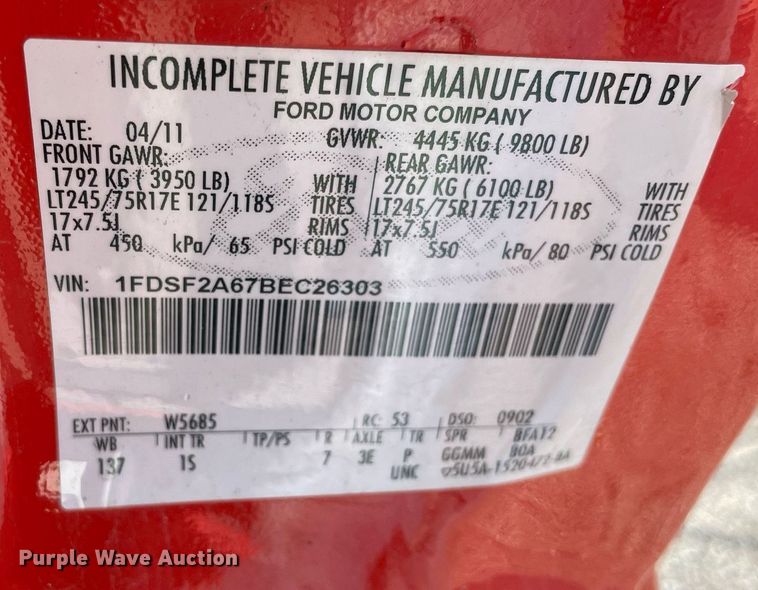 INCOMPLETE VEHICLE MANUFACTURED BY
FORD MOTOR COMPANY
DATE: 04/11 GVWR: 4445 KG ( 9800 LB)
FRONT GAWR: REAR GAWR:
1792 KG ( 3950 LB) WITH 2767 KG ( 6100 LB) WITH
LT245/75R17E 121/118S TIRES LT245/75R17E 121/118S TIRES
17x7.5J RIMS 17x7.5J RIMS
AT 450 kPa/ 65 PSI COLD AT 550 kPa/ 80 PSI COLD
VIN: 1FDSF2A67BEC26303
EXT PNT: W5685 RC: 53 DSO: 0902
WB INT TR TP/PS R AXLE TR SPR BFA12
137 1S 7 3E P GGMM BOA
UNC
Purple Wave Auction